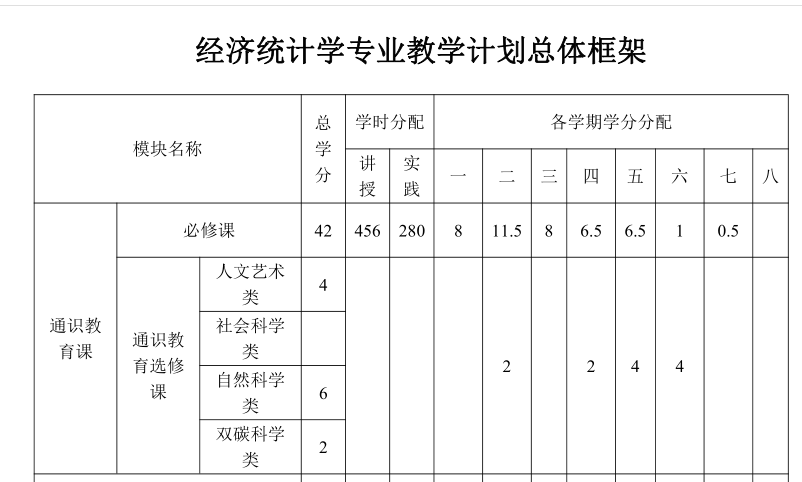 经济统计学专业教学计划总体框架
模块名称 总学分 学时分配 各学期学分分配
讲授 实践 一 二 三 四 五 六 七 八
通识教育课 必修课 42 456 280 8 11.5 8 6.5 6.5 1 0.5
通识教育选修课 人文艺术类 4 2 2 4 4
社会科学类
自然科学类 6
双碳科学类 2